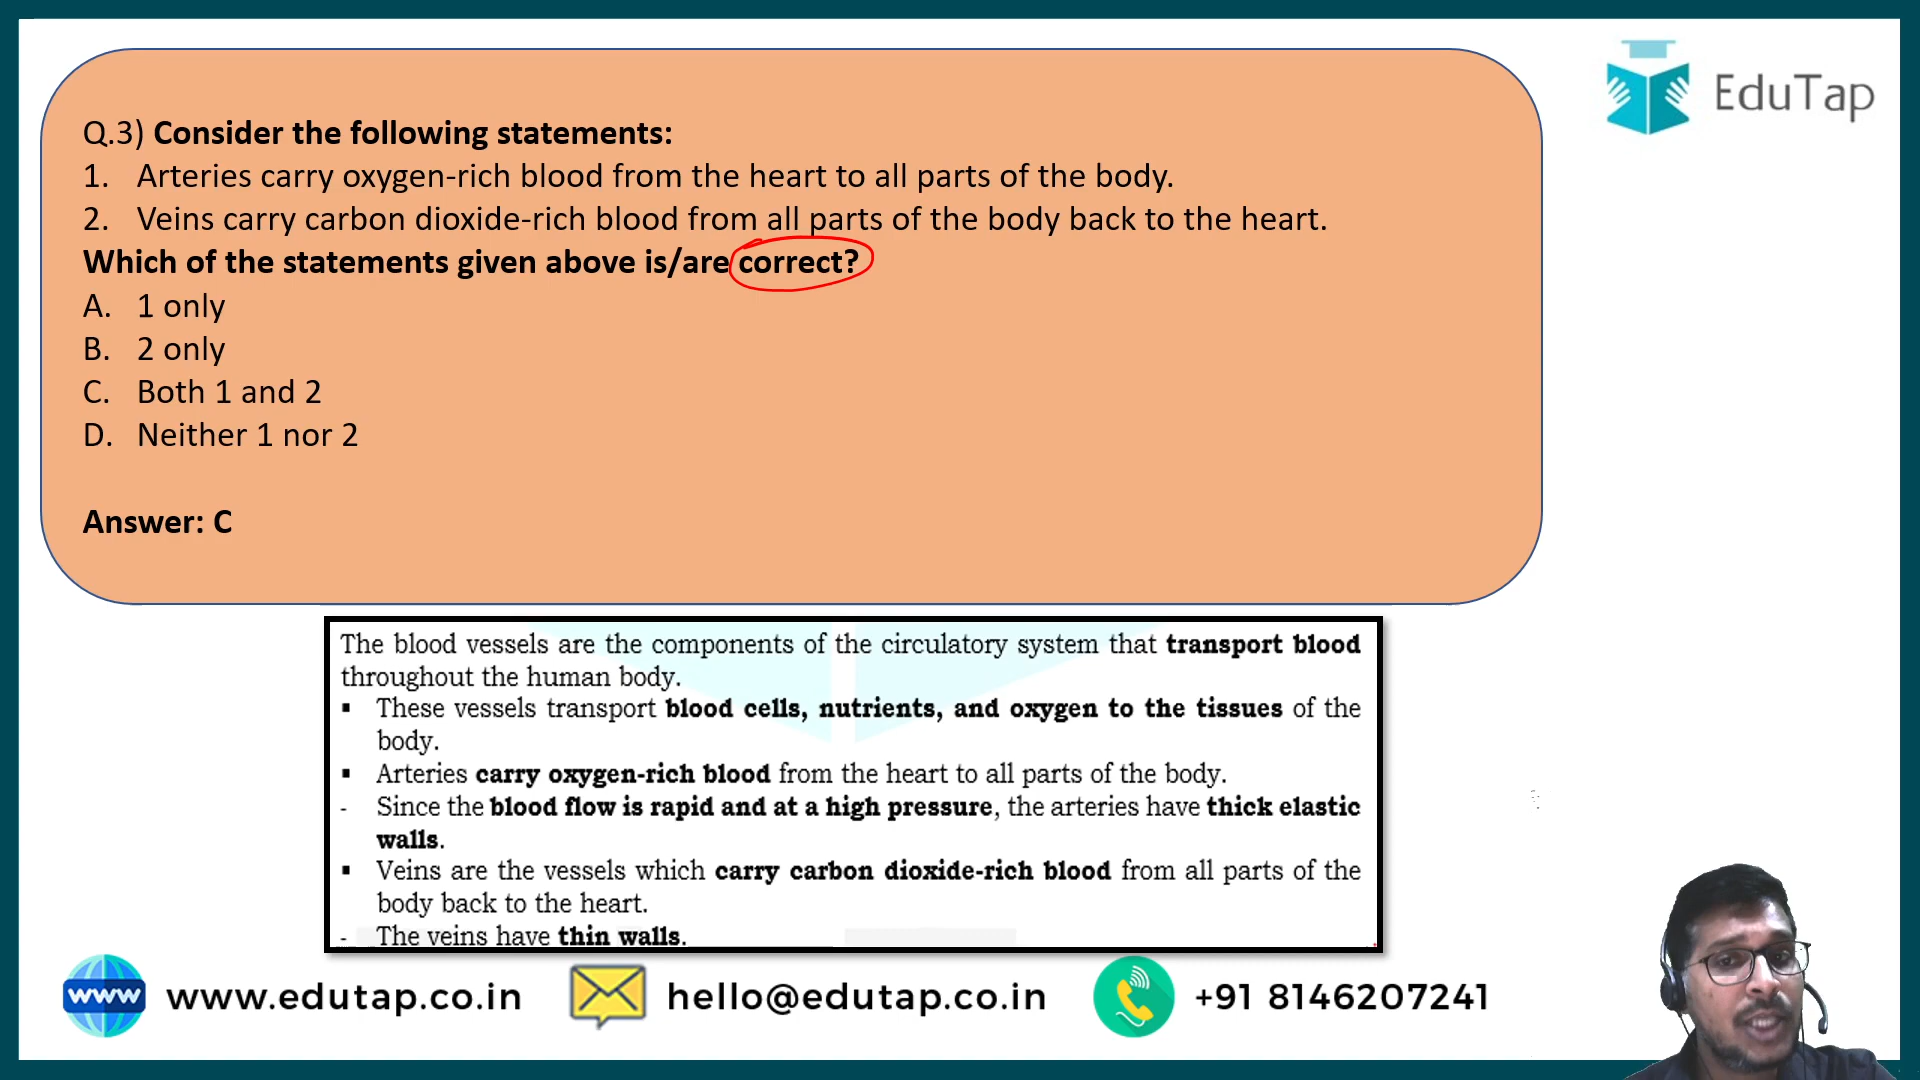 EduTap
Q.3) Consider the following statements:
1. Arteries carry oxygen-rich blood from the heart to all parts of the body.
2. Veins carry carbon dioxide-rich blood from all parts of the body back to the heart.
Which of the statements given above is/are correct?
A. 1 only
B. 2 only
C. Both 1 and 2
D. Neither 1 nor 2
Answer: C
The blood vessels are the components of the circulatory system that transport blood
throughout the human body.
▪ These vessels transport blood cells, nutrients, and oxygen to the tissues of the
body.
▪ Arteries carry oxygen-rich blood from the heart to all parts of the body.
- Since the blood flow is rapid and at a high pressure, the arteries have thick elastic
walls.
▪ Veins are the vessels which carry carbon dioxide-rich blood from all parts of the
body back to the heart.
- The veins have thin walls.
www www.edutap.co.in hello@edutap.co.in +91 8146207241